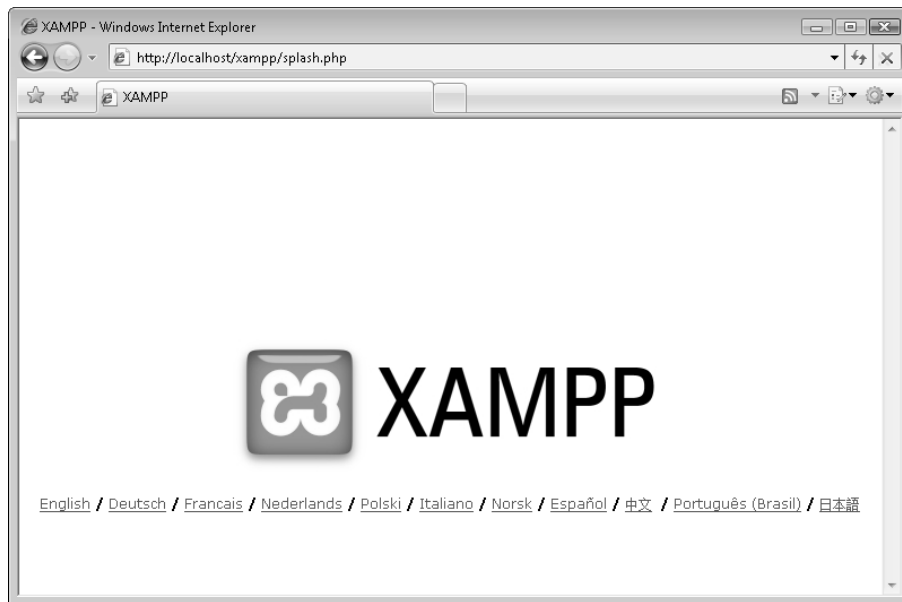 XAMPP - Windows Internet Explorer
http://localhost/xampp/splash.php
XAMPP
XAMPP
English / Deutsch / Francais / Nederlands / Polski / Italiano / Norsk / Español / 中文 / Português (Brasil) / 日本語